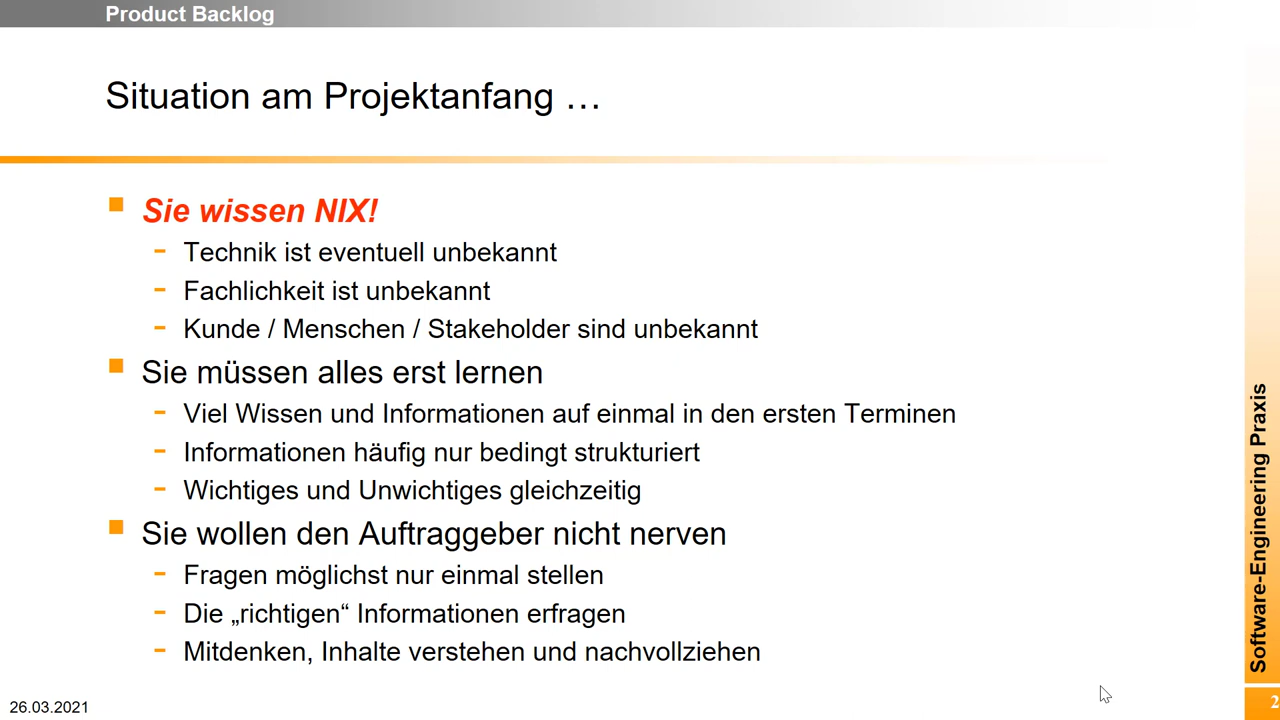 Product Backlog
Situation am Projektanfang …
Sie wissen NIX!
Technik ist eventuell unbekannt
Fachlichkeit ist unbekannt
Kunde / Menschen / Stakeholder sind unbekannt
Sie müssen alles erst lernen
Viel Wissen und Informationen auf einmal in den ersten Terminen
Informationen häufig nur bedingt strukturiert
Wichtiges und Unwichtiges gleichzeitig
Sie wollen den Auftraggeber nicht nerven
Fragen möglichst nur einmal stellen
Die „richtigen“ Informationen erfragen
Mitdenken, Inhalte verstehen und nachvollziehen
Software-Engineering Praxis
26.03.2021
2